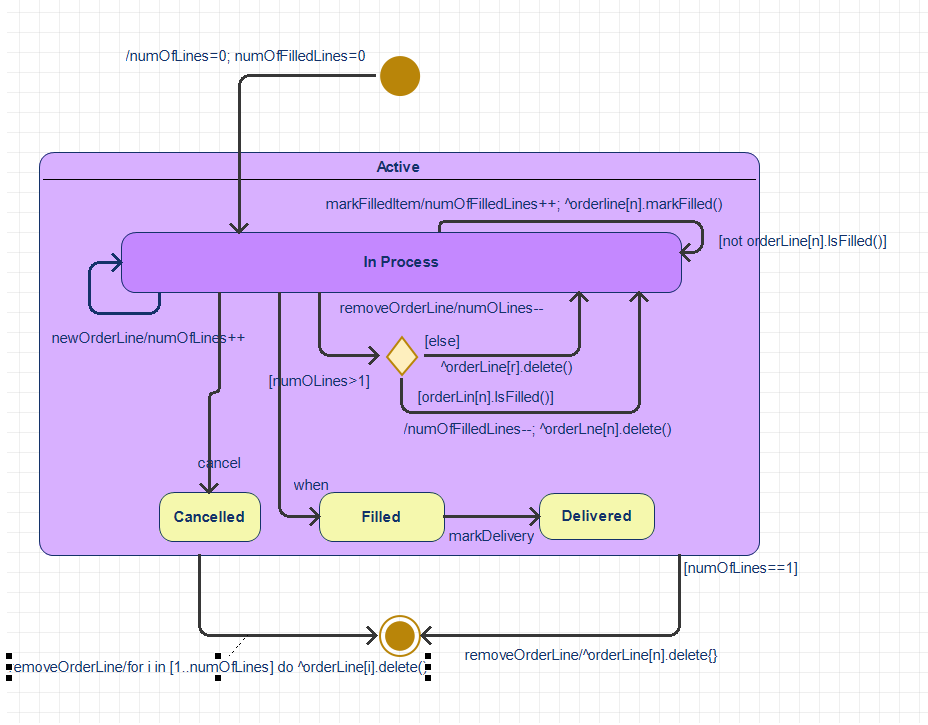 /numOfLines=0; numOfFilledLines=0
Active
markFilledItem/numOfFilledLines++; ^orderline[n].markFilled()
[not orderLine[n].IsFilled()]
In Process
removeOrderLine/numOLines--
newOrderLine/numOfLines++
[else]
^orderLine[r].delete()
[numOLines>1]
[orderLin[n].IsFilled()]
/numOfFilledLines--; ^orderLne[n].delete()
cancel
when
Cancelled
Filled
Delivered
markDelivery
[numOfLines==1]
removeOrderLine/^orderLine[n].delete{}
removeOrderLine/for i in [1..numOfLines] do ^orderLine[i].delete()